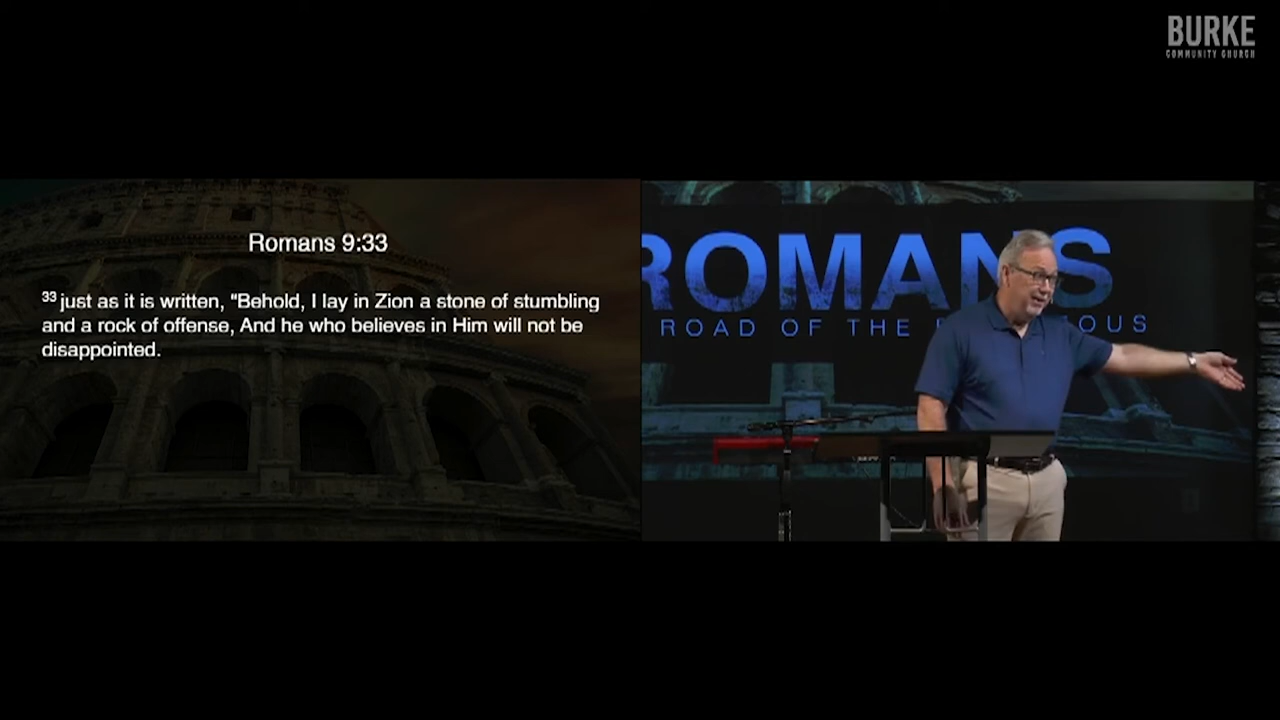 BURKE
COMMUNITY CHURCH
Romans 9:33
33 just as it is written, “Behold, I lay in Zion a stone of stumbling
and a rock of offense, And he who believes in Him will not be
disappointed.
ROMANS
ROAD OF THE